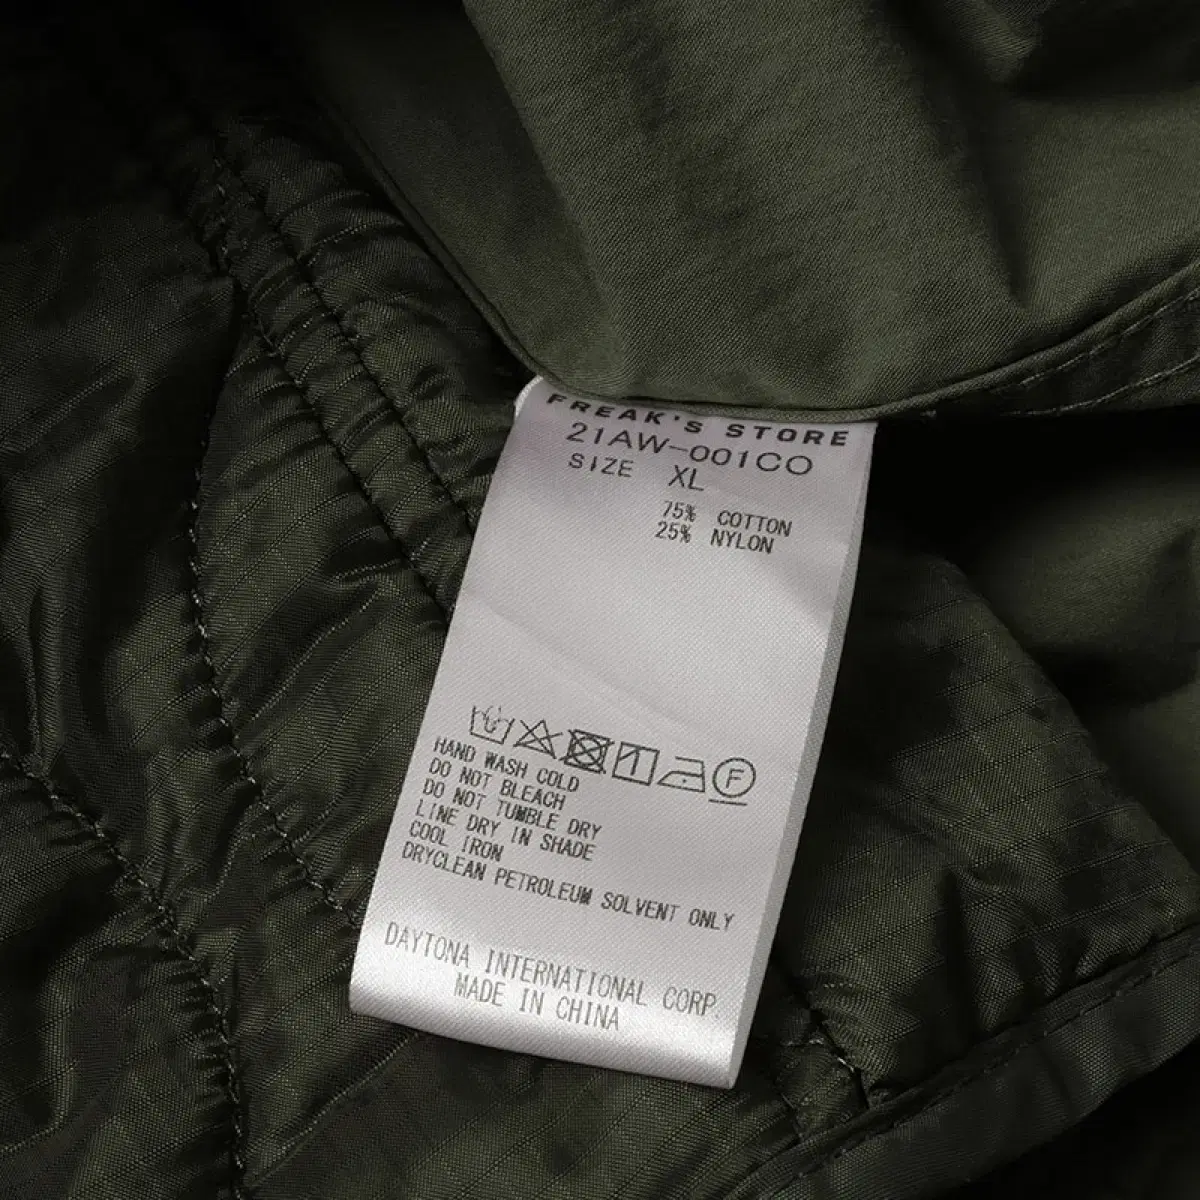 FREAK'S STORE
21AW-001CO
SIZE XL
75% COTTON
25% NYLON
F
HAND WASH COLD
DO NOT BLEACH
DO NOT TUMBLE DRY
LINE DRY IN SHADE
COOL IRON
DRYCLEAN PETROLEUM SOLVENT ONLY
DAYTONA INTERNATIONAL CORP.
MADE IN CHINA